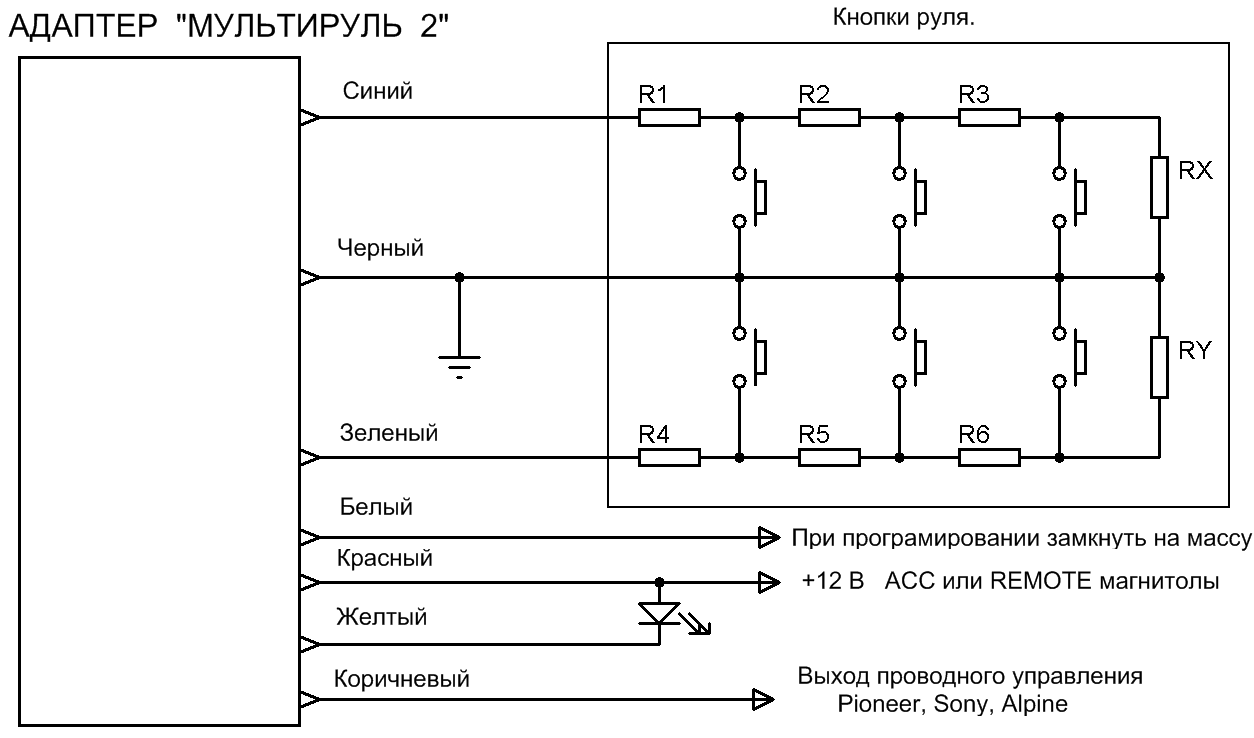 АДАПТЕР "МУЛЬТИРУЛЬ 2"
Кнопки руля.
Синий
R1
R2
R3
RX
Черный
RY
Зеленый
R4
R5
R6
Белый
При програмировании замкнуть на массу
Красный
+12 В ACC или REMOTE магнитолы
Желтый
Коричневый
Выход проводного управления
Pioneer, Sony, Alpine